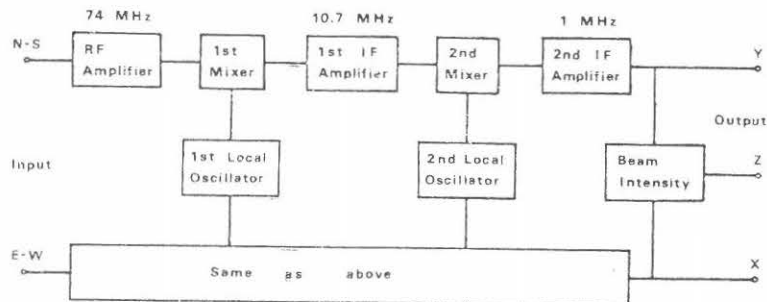 74 MHz
10.7 MHz
1 MHz
N-S
RF
Amplifier
1st
Mixer
1st IF
Amplifier
2nd
Mixer
2nd IF
Amplifier
Y
Output
Input
1st Local
Oscillator
2nd Local
Oscillator
Beam
Intensity
Z
E-W
Same as above
X